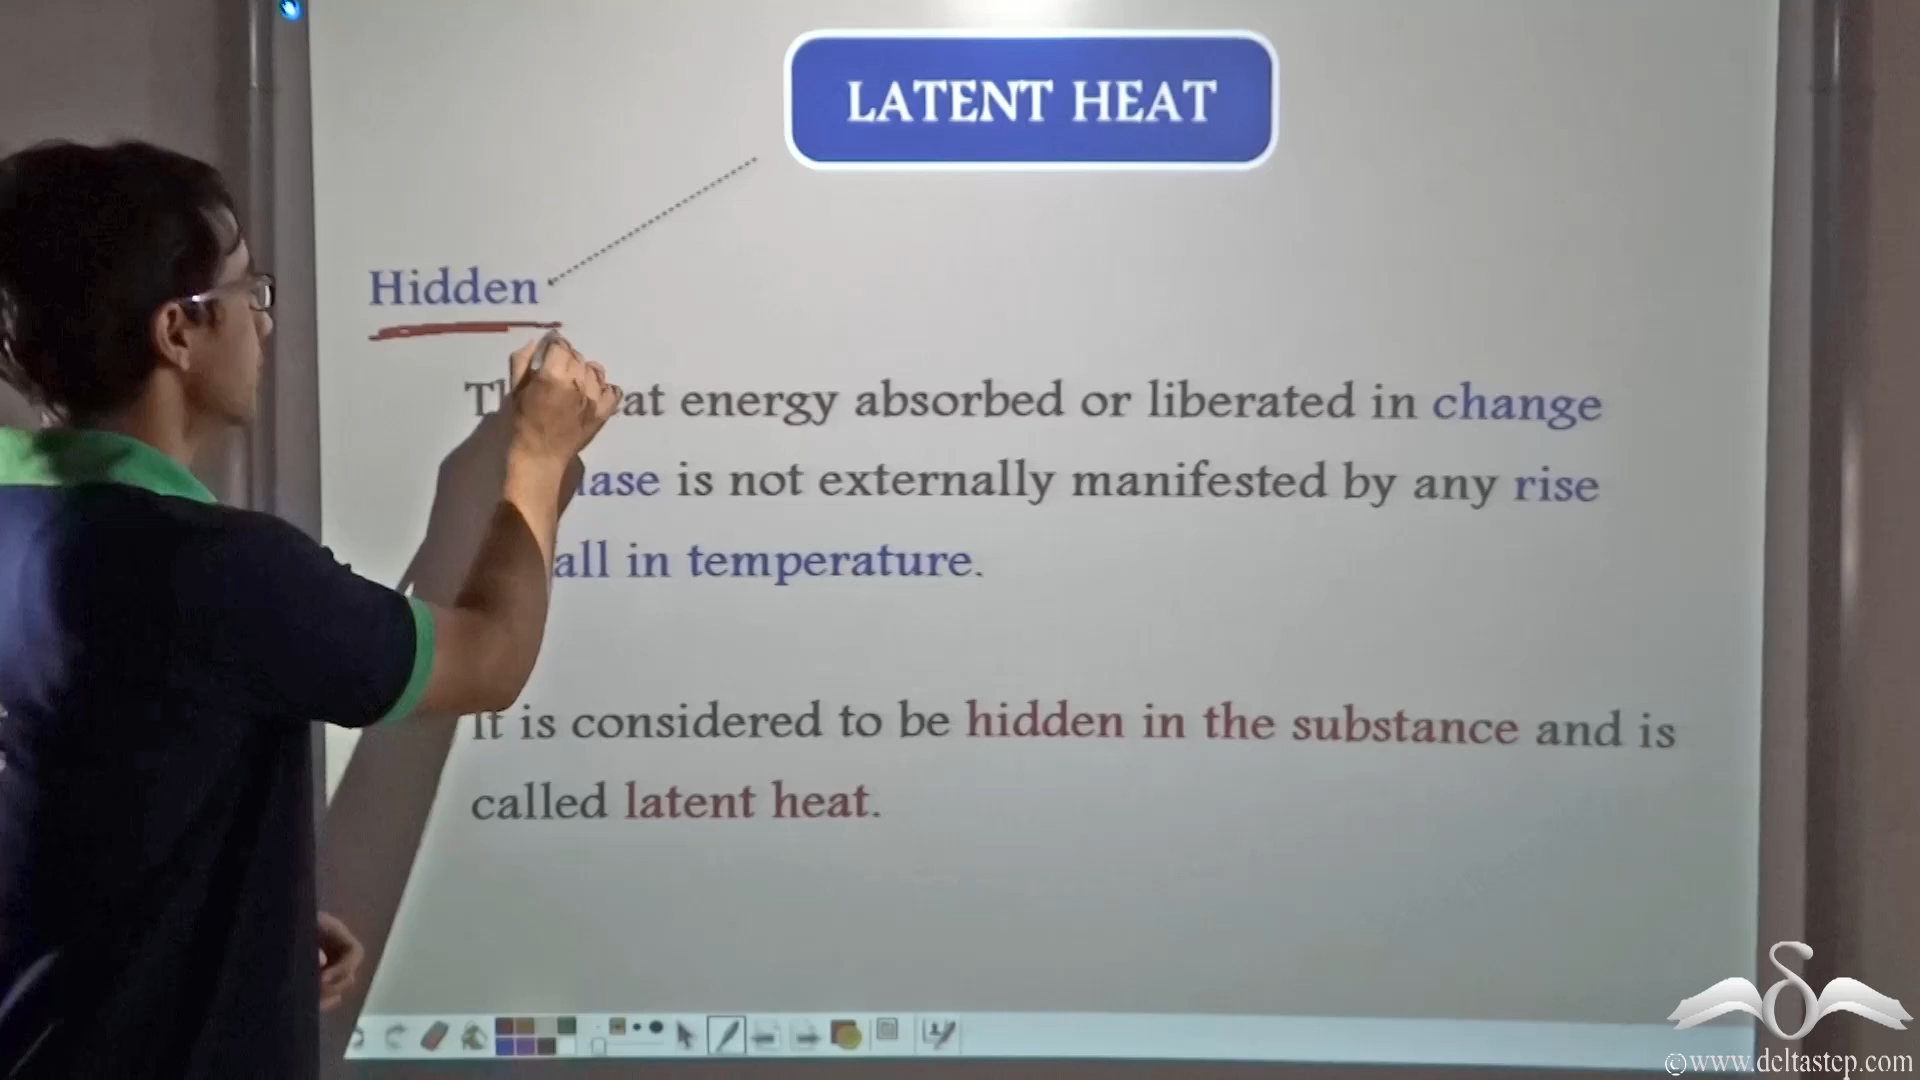 LATENT HEAT
Hidden
energy absorbed or liberated in change
is not externally manifested by any rise
in temperature.
It is considered to be hidden in the substance and is
called latent heat.
©www.deltastep.com